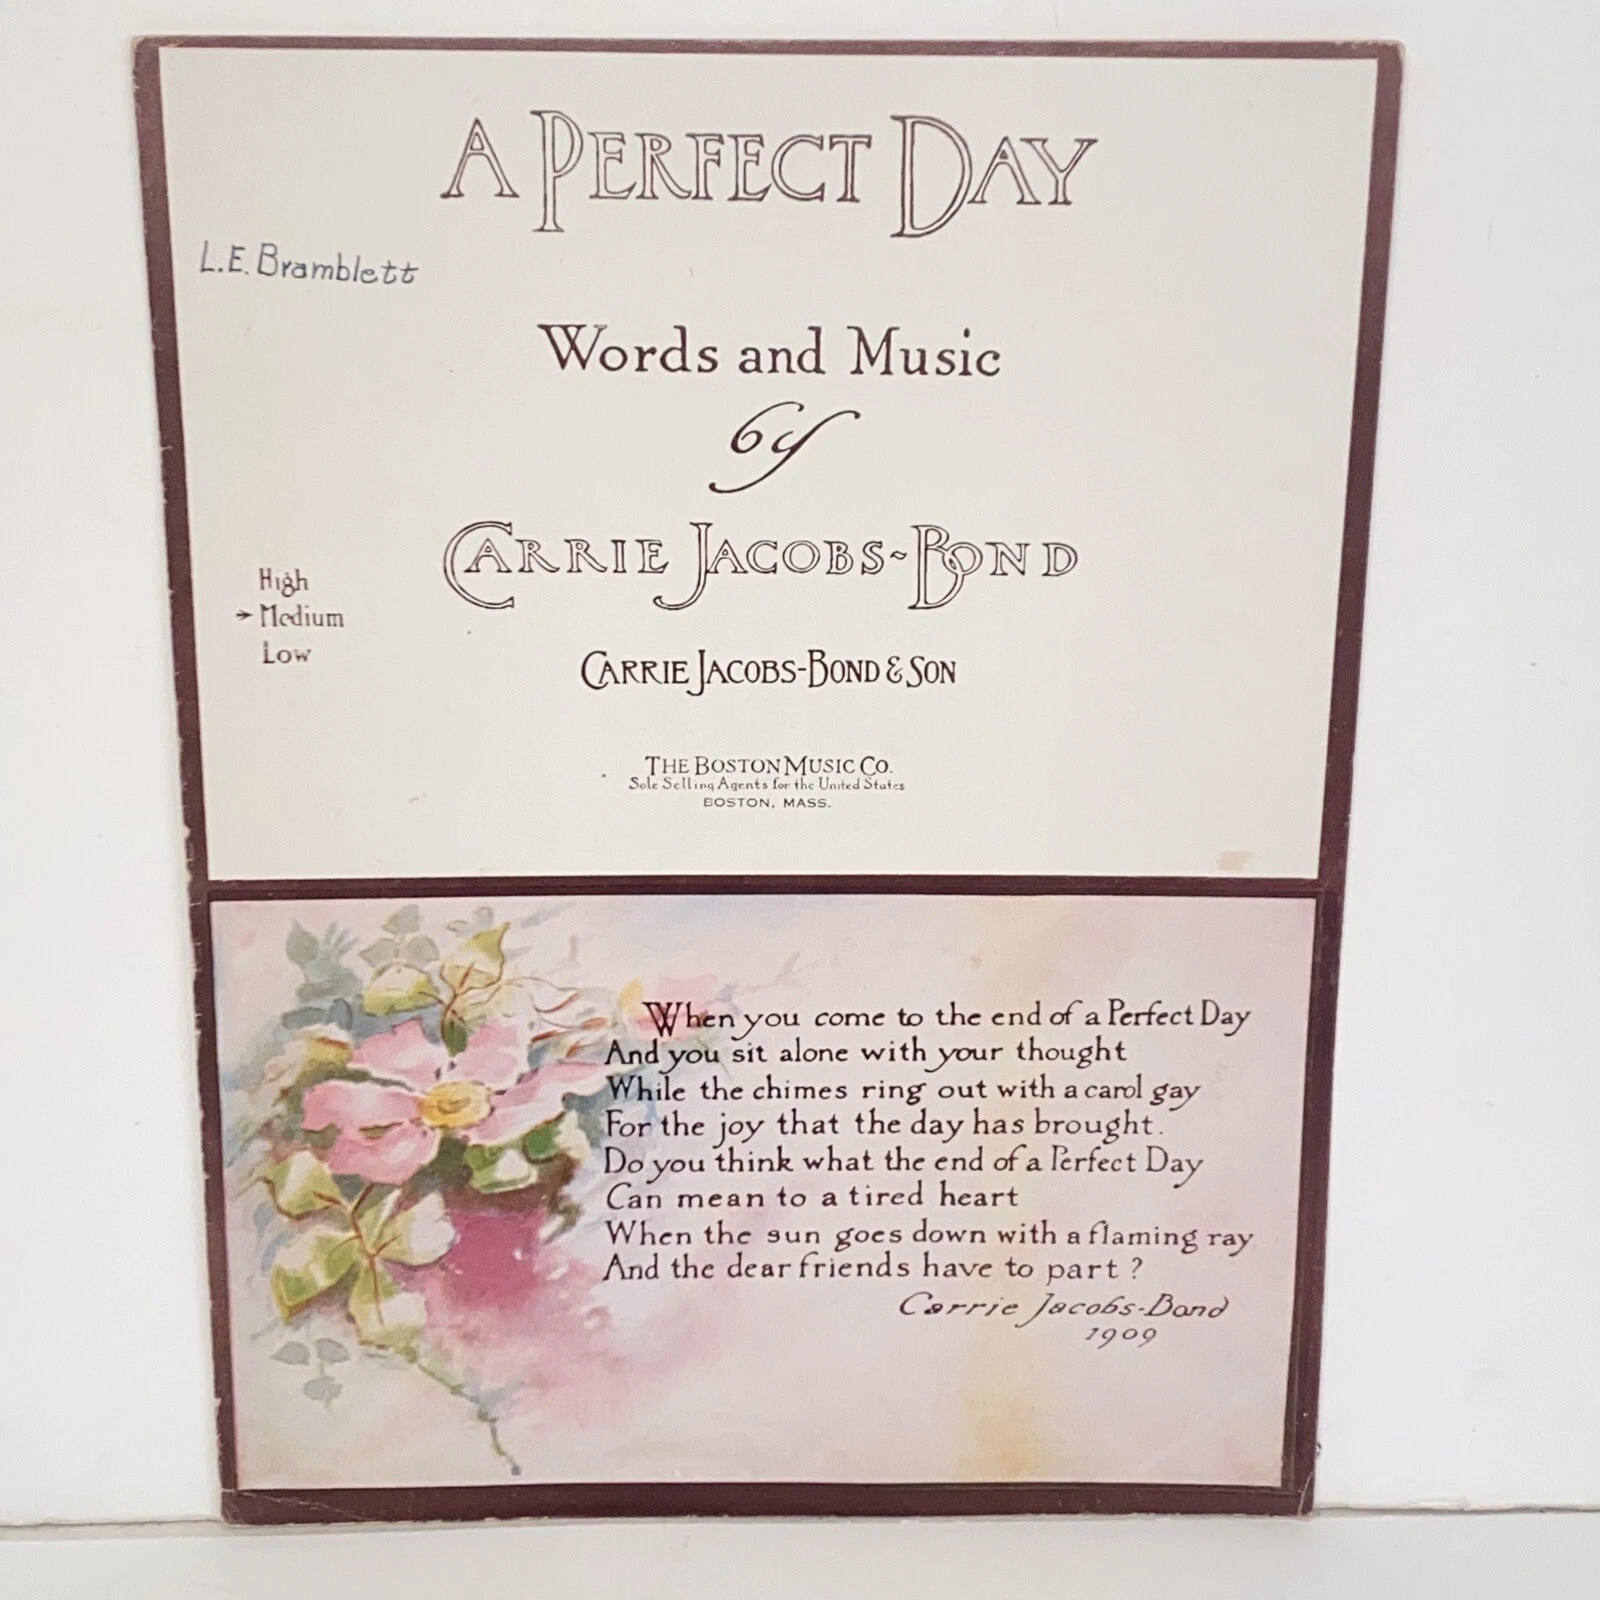 A PERFECT DAY
L.E. Bramblett
Words and Music
by
CARRIE JACOBS-BOND
High
→ Medium
Low
CARRIE JACOBS-BOND & SON
THE BOSTON MUSIC CO.
Sole Selling Agents for the United States
BOSTON, MASS.
When you come to the end of a Perfect Day
And you sit alone with your thought
While the chimes ring out with a carol gay
For the joy that the day has brought.
Do you think what the end of a Perfect Day
Can mean to a tired heart
When the sun goes down with a flaming ray
And the dear friends have to part?
Carrie Jacobs-Bond
1909